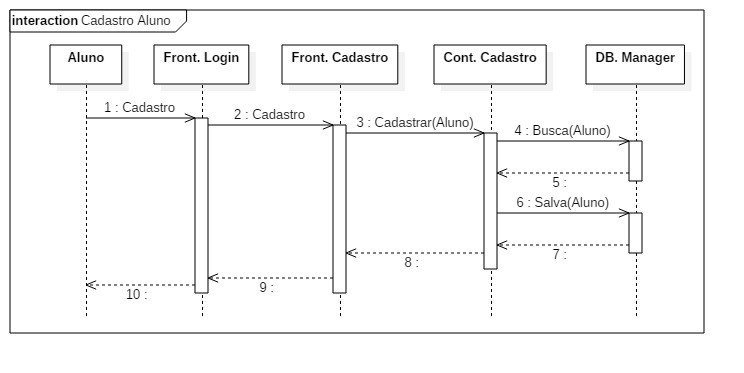 interaction Cadastro Aluno
Aluno
Front. Login
Front. Cadastro
Cont. Cadastro
DB. Manager
1 : Cadastro
2 : Cadastro
3 : Cadastrar(Aluno)
4 : Busca(Aluno)
5 :
6 : Salva(Aluno)
7 :
8 :
9 :
10 :